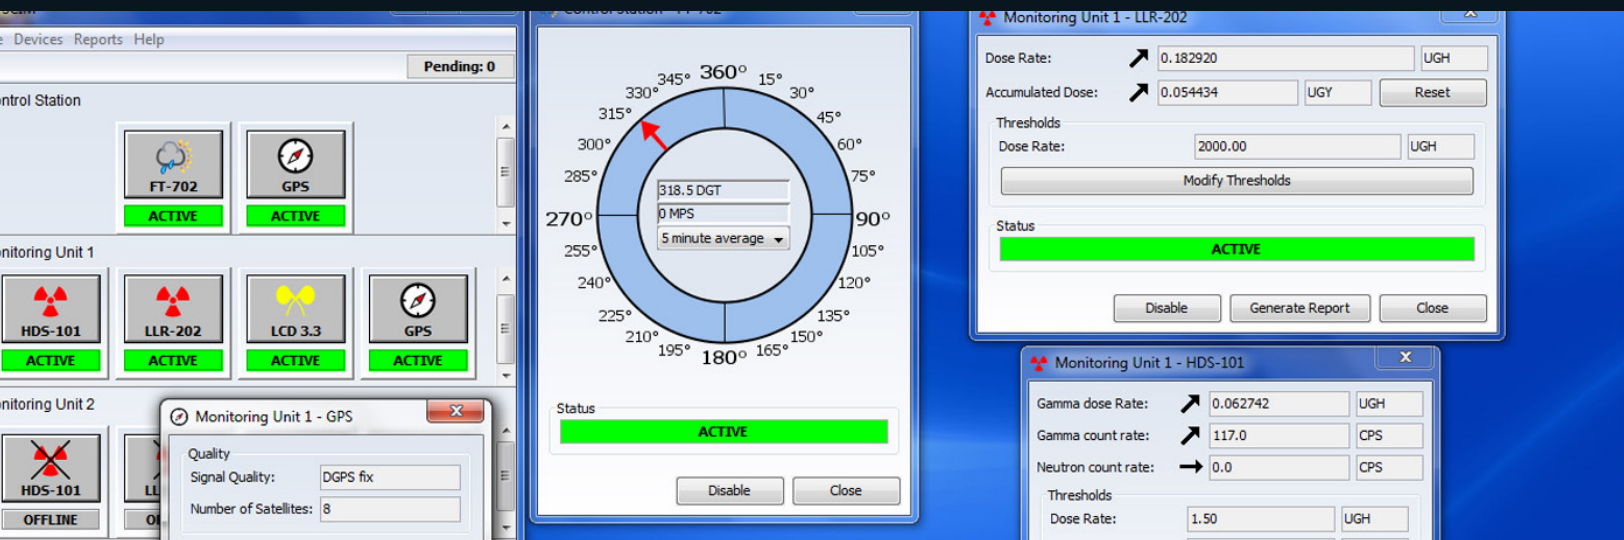 Devices Reports Help
Pending: 0
ntrol Station
FT-702
GPS
ACTIVE
ACTIVE
nitoring Unit 1
HDS-101
LLR-202
LCD 3.3
GPS
ACTIVE
ACTIVE
ACTIVE
ACTIVE
nitoring Unit 2
HDS-101
OFFLINE
Monitoring Unit 1 - GPS
X
Quality
Signal Quality: DGPS fix
Number of Satellites: 8
Control Station - FT-702
360°
15°
30°
45°
60°
75°
90°
105°
120°
135°
150°
165°
180°
195°
210°
225°
240°
255°
270°
285°
300°
315°
330°
345°
318.5 DGT
0 MPS
5 minute average
Status
ACTIVE
Disable Close
Monitoring Unit 1 - LLR-202
Dose Rate: 0.182920 UGH
Accumulated Dose: 0.054434 UGY Reset
Thresholds
Dose Rate: 2000.00 UGH
Modify Thresholds
Status
ACTIVE
Disable Generate Report Close
Monitoring Unit 1 - HDS-101
X
Gamma dose Rate: 0.062742 UGH
Gamma count rate: 117.0 CPS
Neutron count rate: 0.0 CPS
Thresholds
Dose Rate: 1.50 UGH